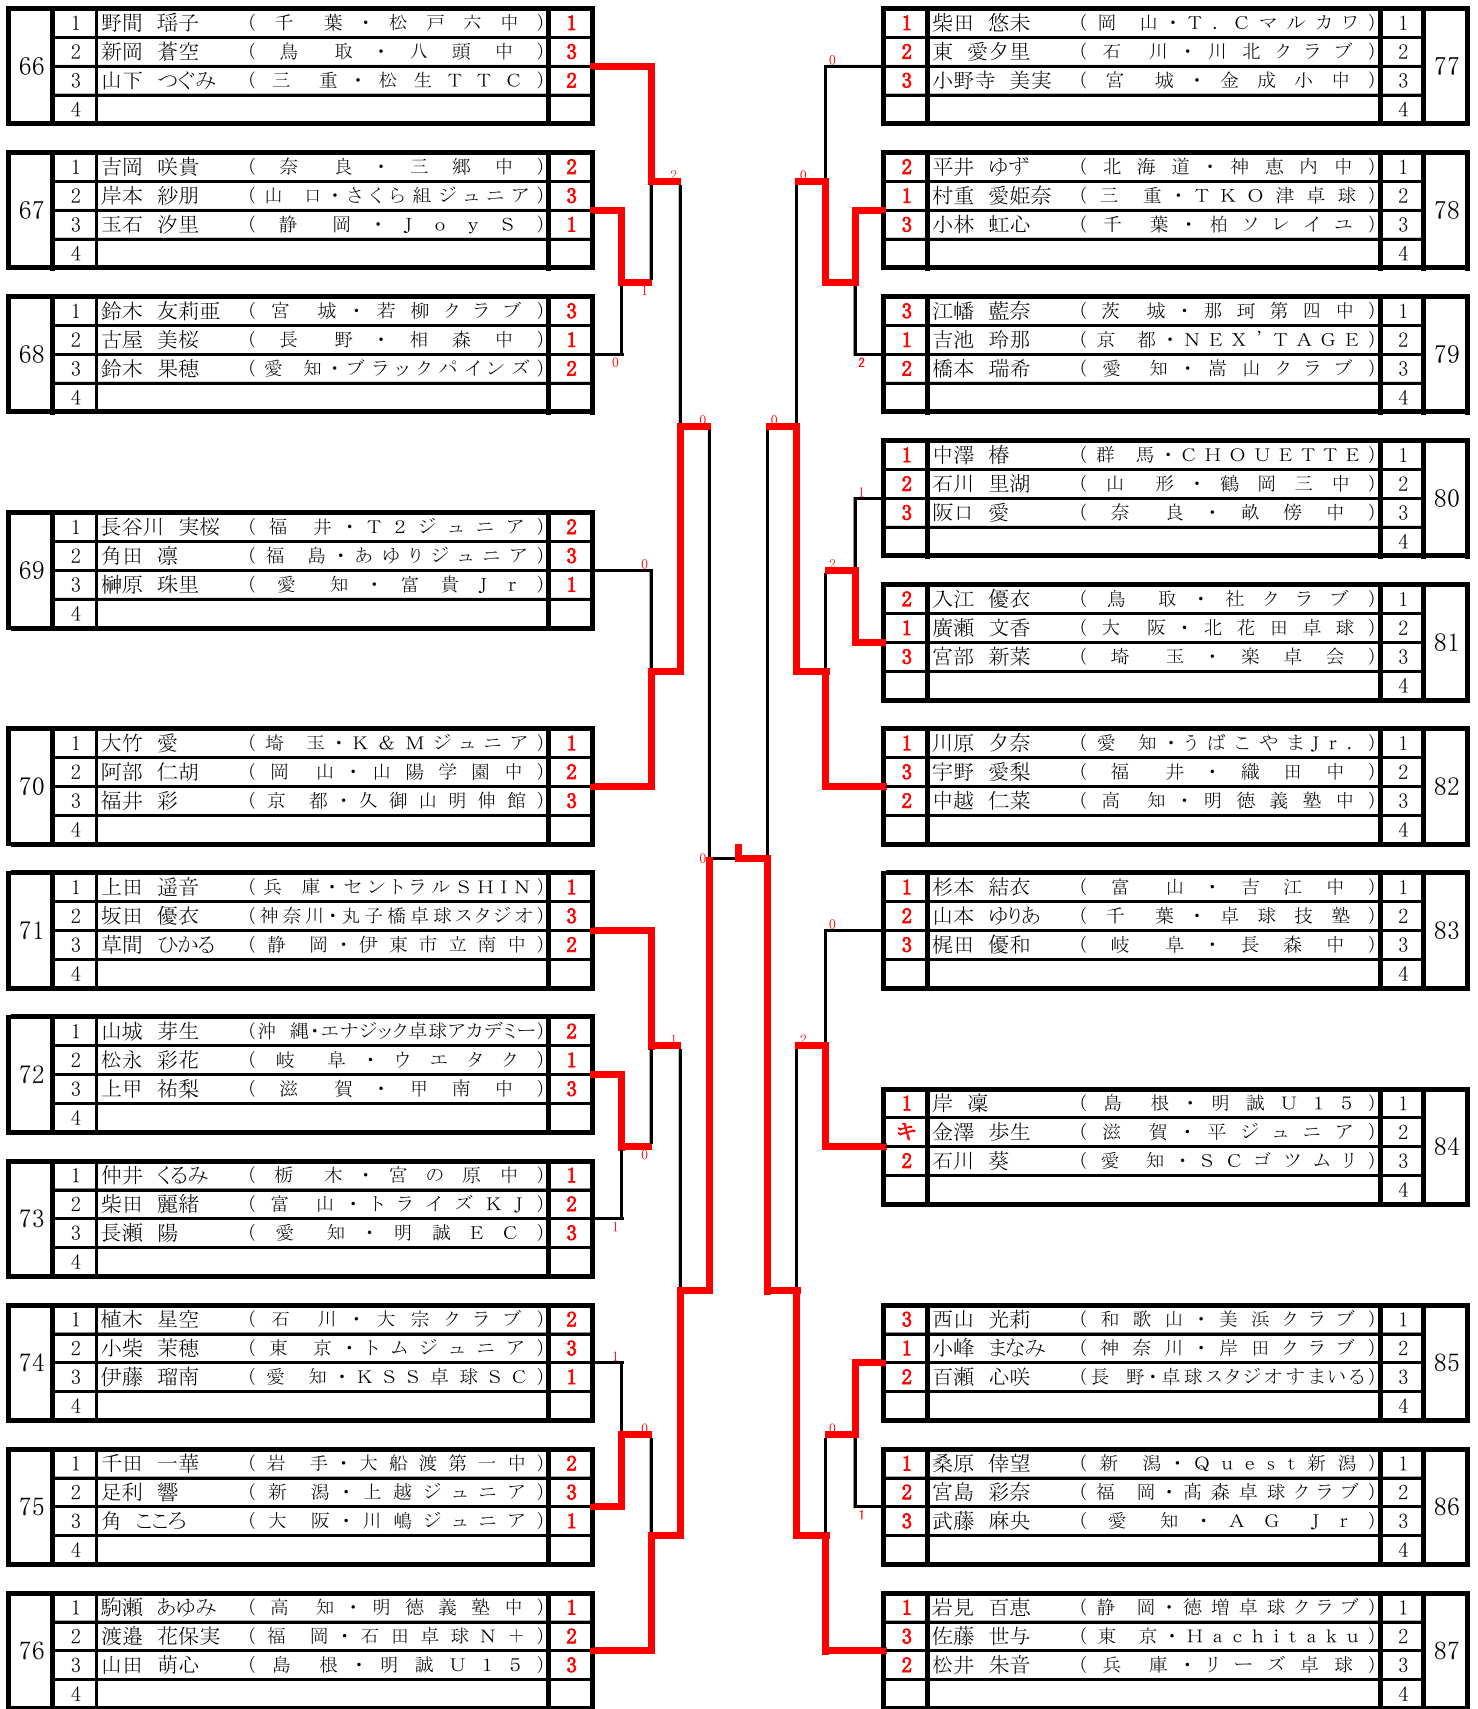 66
1 野間 瑶子 (千葉・松戸六中) 1
2 新岡 蒼空 (鳥取・八頭中) 3
3 山下 つぐみ (三重・松生TTC) 2
4
67
1 吉岡 咲貴 (奈良・三郷中) 2
2 岸本 紗朋 (山口・さくら組ジュニア) 3
3 玉石 汐里 (静岡・JoyS) 1
4
68
1 鈴木 友莉亜 (宮城・若柳クラブ) 3
2 古屋 美桜 (長野・相森中) 1
3 鈴木 果穂 (愛知・ブラックパインズ) 2
4
69
1 長谷川 実桜 (福井・T2ジュニア) 2
2 角田 凛 (福島・あゆりジュニア) 3
3 榊原 珠里 (愛知・富貴Jr) 1
4
70
1 大竹 愛 (埼玉・K&Mジュニア) 1
2 阿部 仁胡 (岡山・山陽学園中) 2
3 福井 彩 (京都・久御山明伸館) 3
4
71
1 上田 遥音 (兵庫・セントラルSHIN) 1
2 坂田 優衣 (神奈川・丸子橋卓球スタジオ) 3
3 草間 ひかる (静岡・伊東市立南中) 2
4
72
1 山城 芽生 (沖縄・エナジック卓球アカデミー) 2
2 松永 彩花 (岐阜・ウエタク) 1
3 上甲 祐梨 (滋賀・甲南中) 3
4
73
1 仲井 くるみ (栃木・宮の原中) 1
2 柴田 麗緒 (富山・トライズKJ) 2
3 長瀬 陽 (愛知・明誠EC) 3
4
74
1 植木 星空 (石川・大宗クラブ) 2
2 小柴 茉穂 (東京・トムジュニア) 3
3 伊藤 瑠南 (愛知・KSS卓球SC) 1
4
75
1 千田 一華 (岩手・大船渡第一中) 2
2 足利 響 (新潟・上越ジュニア) 3
3 角 こころ (大阪・川嶋ジュニア) 1
4
76
1 駒瀬 あゆみ (高知・明徳義塾中) 1
2 渡邉 花保実 (福岡・石田卓球N+) 2
3 山田 萌心 (島根・明誠U15) 3
4
2
1
0
0
0
1
0
1
1
0
0
0
0
2
0
1
2
0
2
0
1
77
1 柴田 悠未 (岡山・T.Cマルカワ) 1
2 東 愛夕里 (石川・川北クラブ) 2
3 小野寺 美実 (宮城・金成小中) 3
4
78
2 平井 ゆず (北海道・神恵内中) 1
1 村重 愛姫奈 (三重・TKO津卓球) 2
3 小林 虹心 (千葉・柏ソレイユ) 3
4
79
3 江幡 藍奈 (茨城・那珂第四中) 1
1 吉池 玲那 (京都・NEX'TAGE) 2
2 橋本 瑞希 (愛知・嵩山クラブ) 3
4
80
1 中澤 椿 (群馬・CHOUETTE) 1
2 石川 里湖 (山形・鶴岡三中) 2
3 阪口 愛 (奈良・畝傍中) 3
4
81
2 入江 優衣 (鳥取・社クラブ) 1
1 廣瀬 文香 (大阪・北花田卓球) 2
3 宮部 新菜 (埼玉・楽卓会) 3
4
82
1 川原 夕奈 (愛知・うばこやまJr.) 1
3 宇野 愛梨 (福井・織田中) 2
2 中越 仁菜 (高知・明徳義塾中) 3
4
83
1 杉本 結衣 (富山・吉江中) 1
2 山本 ゆりあ (千葉・卓球技塾) 2
3 梶田 優和 (岐阜・長森中) 3
4
84
1 岸 凜 (島根・明誠U15) 1
キ 金澤 歩生 (滋賀・平ジュニア) 2
2 石川 葵 (愛知・SCゴツムリ) 3
4
85
3 西山 光莉 (和歌山・美浜クラブ) 1
1 小峰 まなみ (神奈川・岸田クラブ) 2
2 百瀬 心咲 (長野・卓球スタジオすまいる) 3
4
86
1 桑原 倖望 (新潟・Quest新潟) 1
2 宮島 彩奈 (福岡・髙森卓球クラブ) 2
3 武藤 麻央 (愛知・AG Jr) 3
4
87
1 岩見 百恵 (静岡・徳増卓球クラブ) 1
3 佐藤 世与 (東京・Hachitaku) 2
2 松井 朱音 (兵庫・リーズ卓球) 3
4